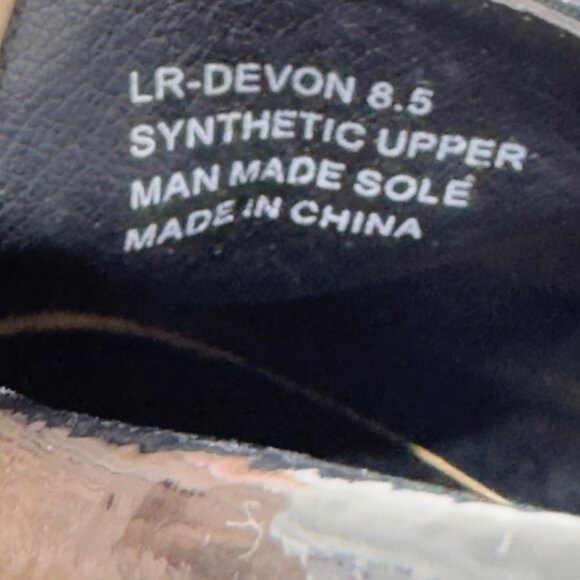 LR-DEVON 8.5
SYNTHETIC UPPER
MAN MADE SOLE
MADE IN CHINA